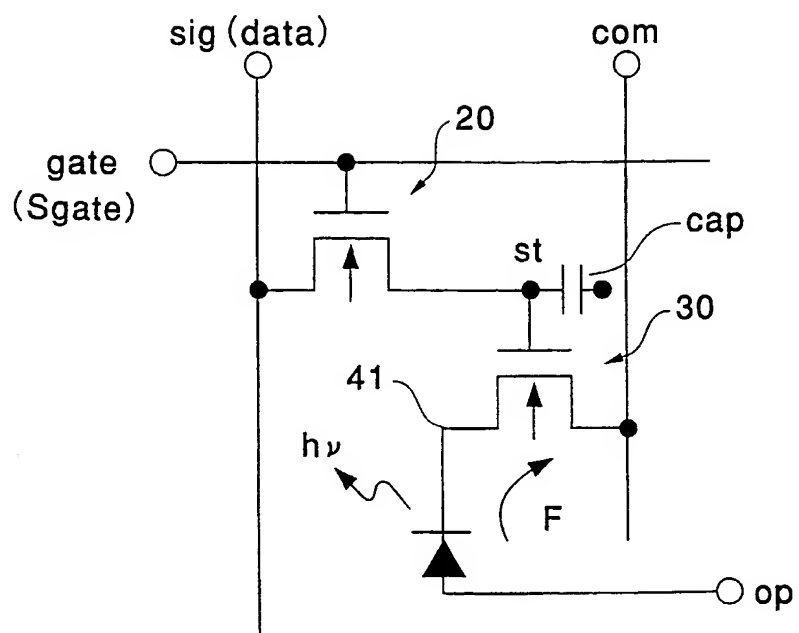 sig (data)
com
20
gate
(Sgate)
cap
st
30
41
hν
F
op